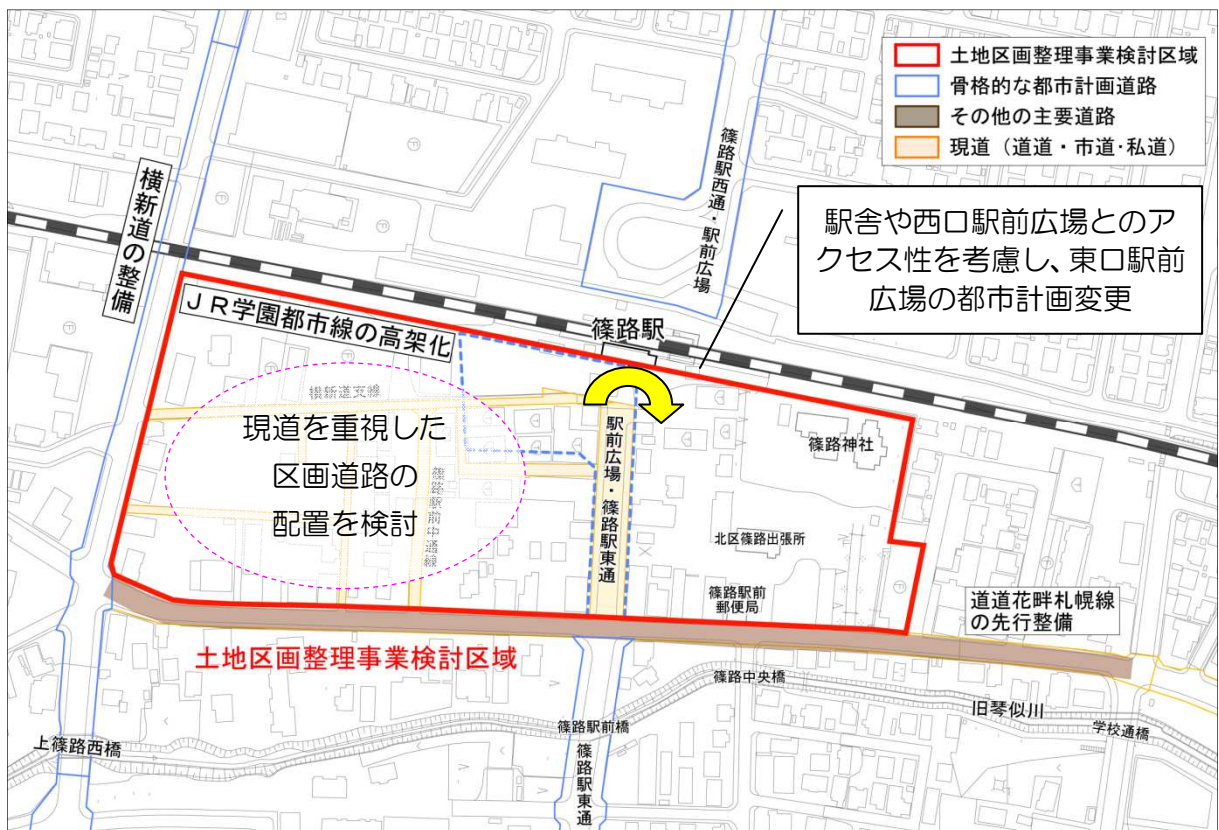 土地区画整理事業検討区域
骨格的な都市計画道路
その他の主要道路
現道（道道・市道・私道）
駅舎や西口駅前広場とのア
クセス性を考慮し、東口駅前
広場の都市計画変更
篠路駅西通・駅前広場
横新道の整備
ＪＲ学園都市線の高架化
篠路駅
横新道支線
現道を重視した
区画道路の
配置を検討
篠路駅前中通線
駅前広場・篠路駅東通
篠路神社
北区篠路出張所
篠路駅前
郵便局
道道花畔札幌線
の先行整備
土地区画整理事業検討区域
篠路中央橋
旧琴似川
学校通橋
篠路駅前橋
上篠路西橋
篠路駅東通